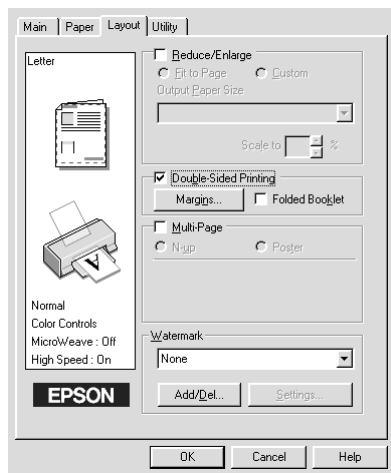 Main Paper Layout Utility
Letter
Normal
Color Controls
MicroWeave : Off
High Speed : On
EPSON
Reduce/Enlarge
Fit to Page Custom
Output Paper Size
Scale to %
Double-Sided Printing
Margins... Folded Booklet
Multi-Page
N-up Poster
Watermark
None
Add/Del... Settings...
OK Cancel Help